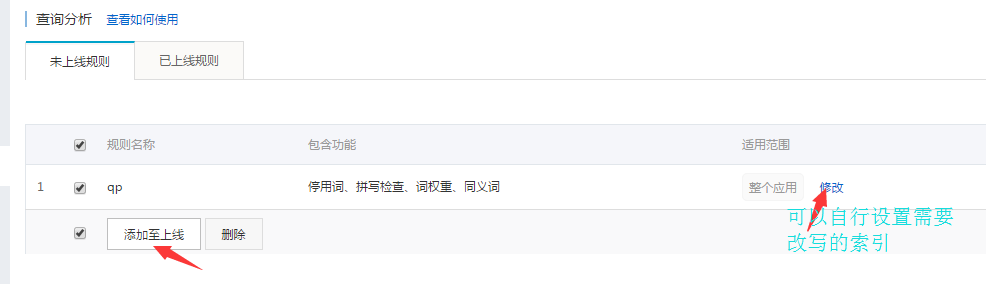 查询分析 查看如何使用
未上线规则 已上线规则
规则名称 包含功能 适用范围
1 qp 停用词、拼写检查、词权重、同义词 整个应用 修改
可以自行设置需要
改写的索引
添加至上线 删除